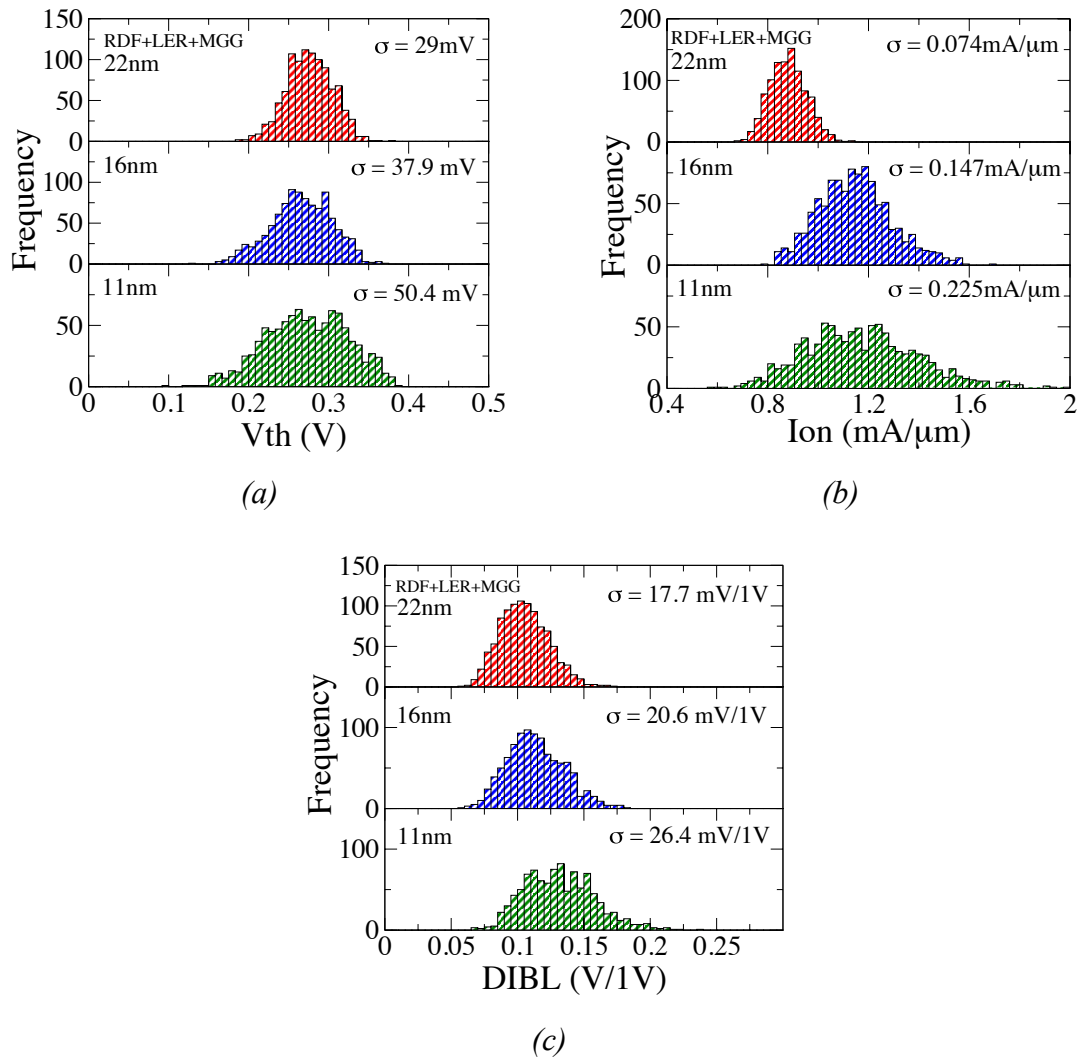 150
RDF+LER+MGG
σ = 29mV
22nm
100
50
0
16nm
σ = 37.9 mV
100
50
0
11nm
σ = 50.4 mV
50
0
0
0.1
0.2
0.3
0.4
0.5
Frequency
Frequency
Vth (V)
(a)
200
RDF+LER+MGG
σ = 0.074mA/μm
22nm
150
100
50
0
16nm
σ = 0.147mA/μm
50
0
11nm
σ = 0.225mA/μm
50
0
0.4
0.8
1.2
1.6
2
Frequency
Frequency
Ion (mA/μm)
(b)
150
RDF+LER+MGG
σ = 17.7 mV/1V
22nm
100
50
0
16nm
σ = 20.6 mV/1V
100
0
11nm
σ = 26.4 mV/1V
100
0
0
0.05
0.1
0.15
0.2
0.25
Frequency
Frequency
DIBL (V/1V)
(c)